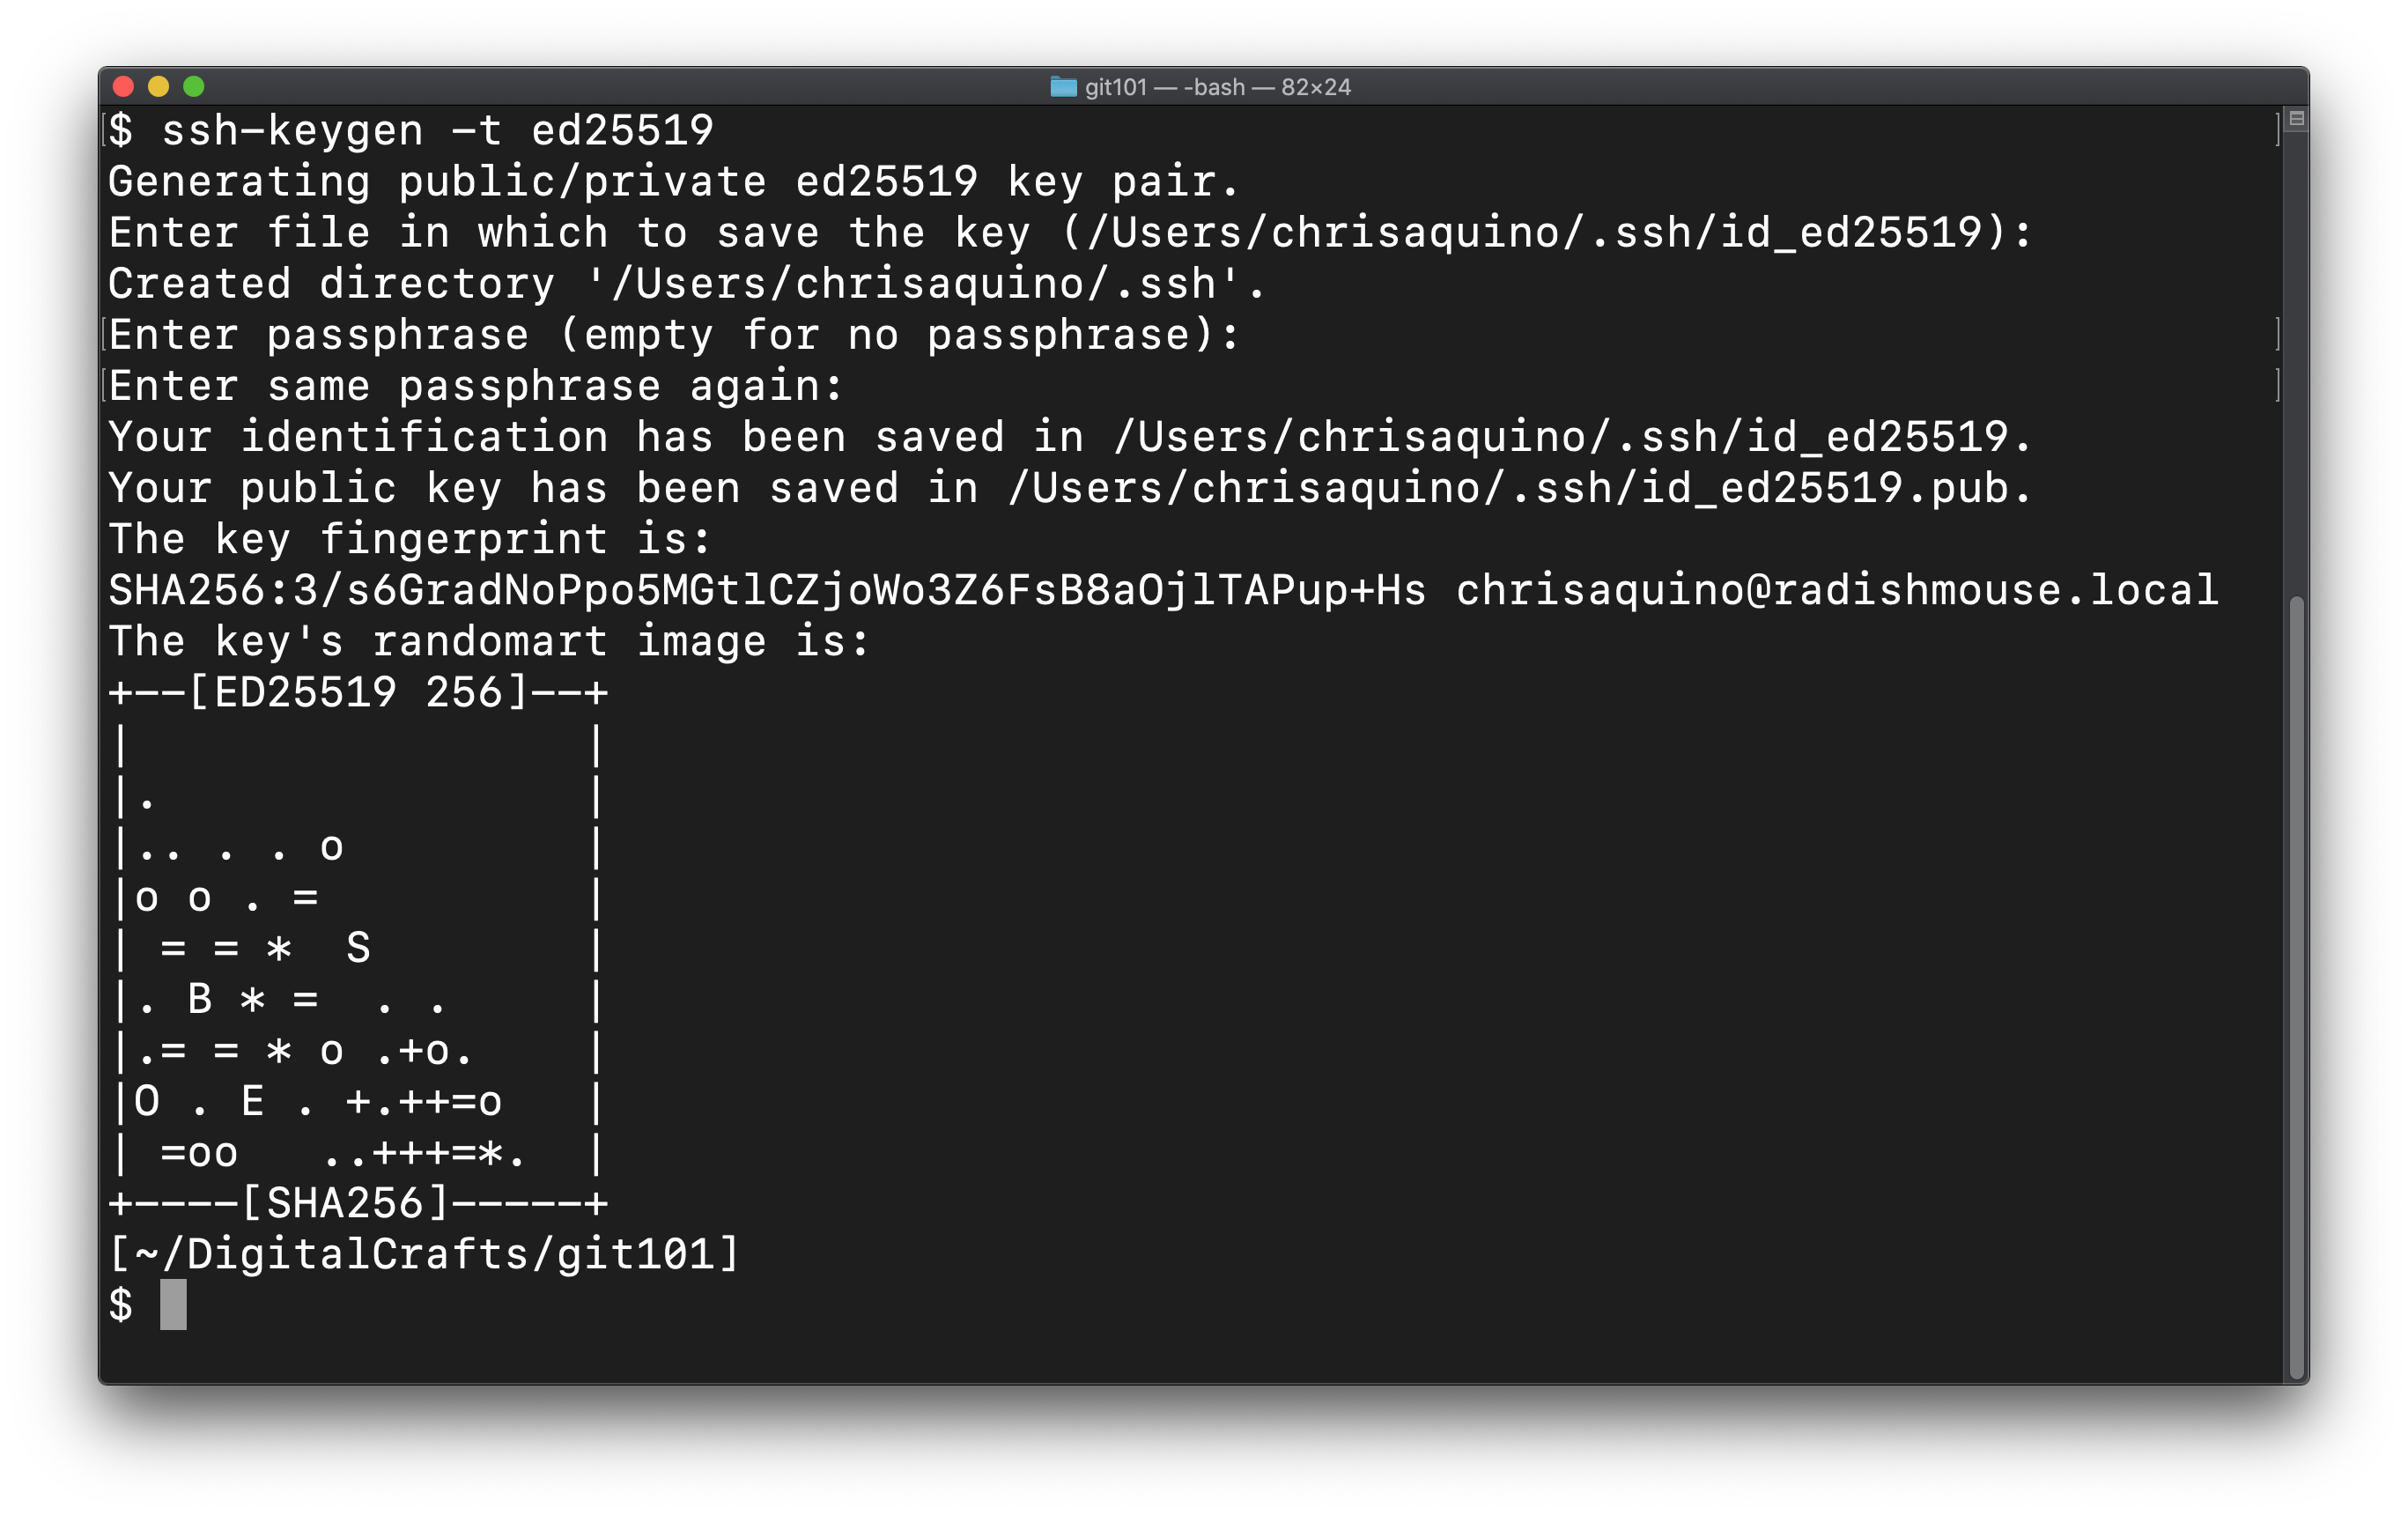 git101 — -bash — 82×24
$ ssh-keygen -t ed25519
Generating public/private ed25519 key pair.
Enter file in which to save the key (/Users/chrisaquino/.ssh/id_ed25519):
Created directory '/Users/chrisaquino/.ssh'.
Enter passphrase (empty for no passphrase):
Enter same passphrase again:
Your identification has been saved in /Users/chrisaquino/.ssh/id_ed25519.
Your public key has been saved in /Users/chrisaquino/.ssh/id_ed25519.pub.
The key fingerprint is:
SHA256:3/s6GradNoPpo5MGtlCZjoWo3Z6FsB8aOjlTAPup+Hs chrisaquino@radishmouse.local
The key's randomart image is:
+--[ED25519 256]--+
|                 |
|.                |
|.. . . o         |
|o o . =          |
| = = *  S        |
|. B * =  . .     |
|.= = * o .+o.    |
|O . E . +.++=o   |
| =oo   ..+++=*.  |
+----[SHA256]-----+
[~/DigitalCrafts/git101]
$